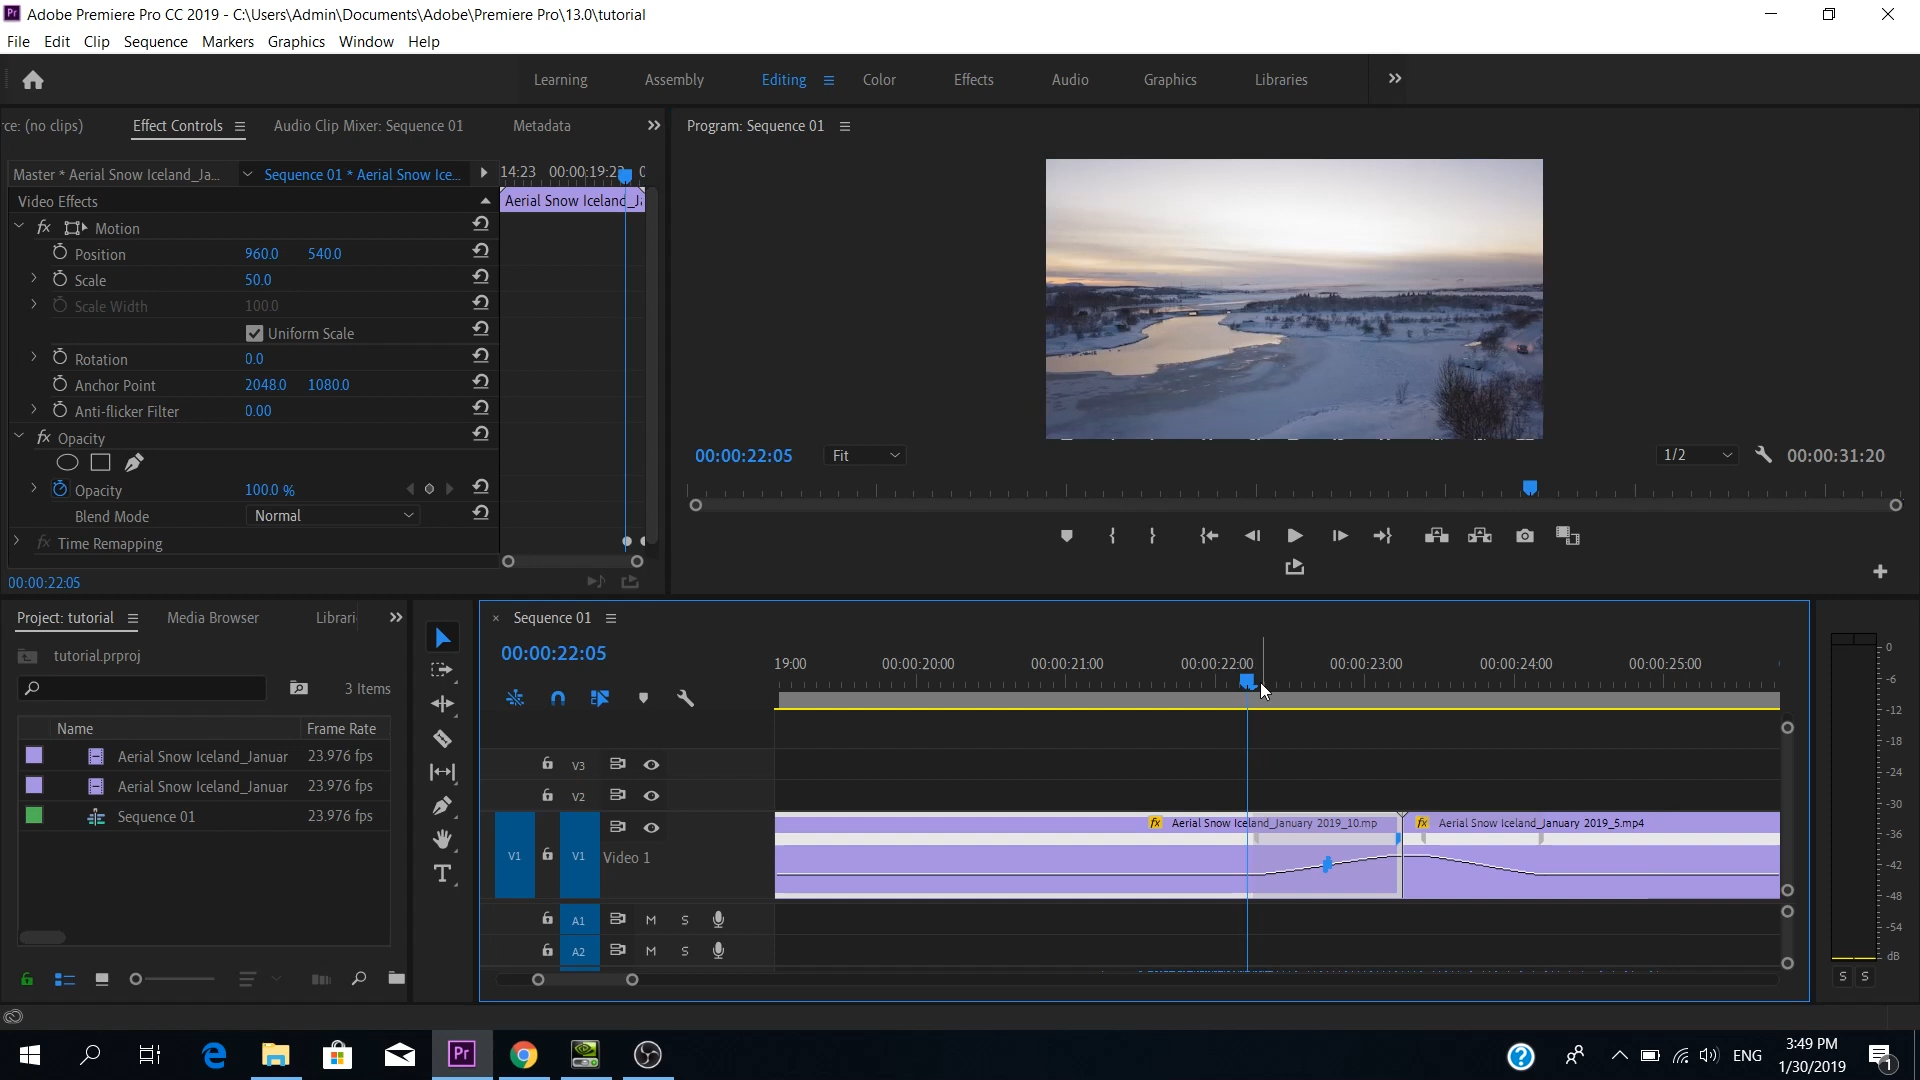 Pr Adobe Premiere Pro CC 2019 - C:\Users\Admin\Documents\Adobe\Premiere Pro\13.0\tutorial
File Edit Clip Sequence Markers Graphics Window Help
Learning Assembly Editing Color Effects Audio Graphics Libraries
rce: (no clips) Effect Controls Audio Clip Mixer: Sequence 01 Metadata
Program: Sequence 01
Master * Aerial Snow Iceland_Ja... Sequence 01 * Aerial Snow Ice...
14:23 00:00:19:23
Video Effects
Aerial Snow Iceland_Ja
fx Motion
Position 960.0 540.0
Scale 50.0
Scale Width 100.0
Uniform Scale
Rotation 0.0
Anchor Point 2048.0 1080.0
Anti-flicker Filter 0.00
fx Opacity
Opacity 100.0 %
Blend Mode Normal
fx Time Remapping
00:00:22:05
00:00:22:05 Fit 1/2 00:00:31:20
Project: tutorial Media Browser Librari
tutorial.prproj
3 Items
Name Frame Rate
Aerial Snow Iceland_Januar 23.976 fps
Aerial Snow Iceland_Januar 23.976 fps
Sequence 01 23.976 fps
× Sequence 01
00:00:22:05
19:00 00:00:20:00 00:00:21:00 00:00:22:00 00:00:23:00 00:00:24:00 00:00:25:00
V3
V2
V1 V1 Video 1
fx Aerial Snow Iceland_January 2019_10.mp
fx Aerial Snow Iceland_January 2019_5.mp4
A1 M S
A2 M S
0
-6
-12
-18
-24
-30
-36
-42
-48
-54
dB
S S
Pr
ENG
3:49 PM
1/30/2019
1